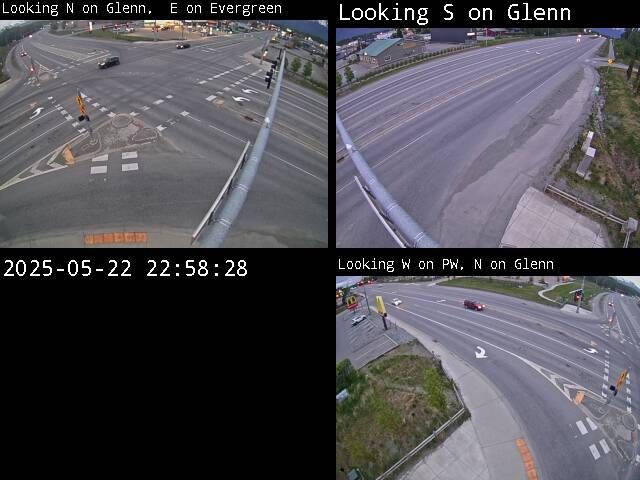 Looking N on Glenn,  E on Evergreen
Looking S on Glenn
2025-05-22 22:58:28
Looking W on PW, N on Glenn